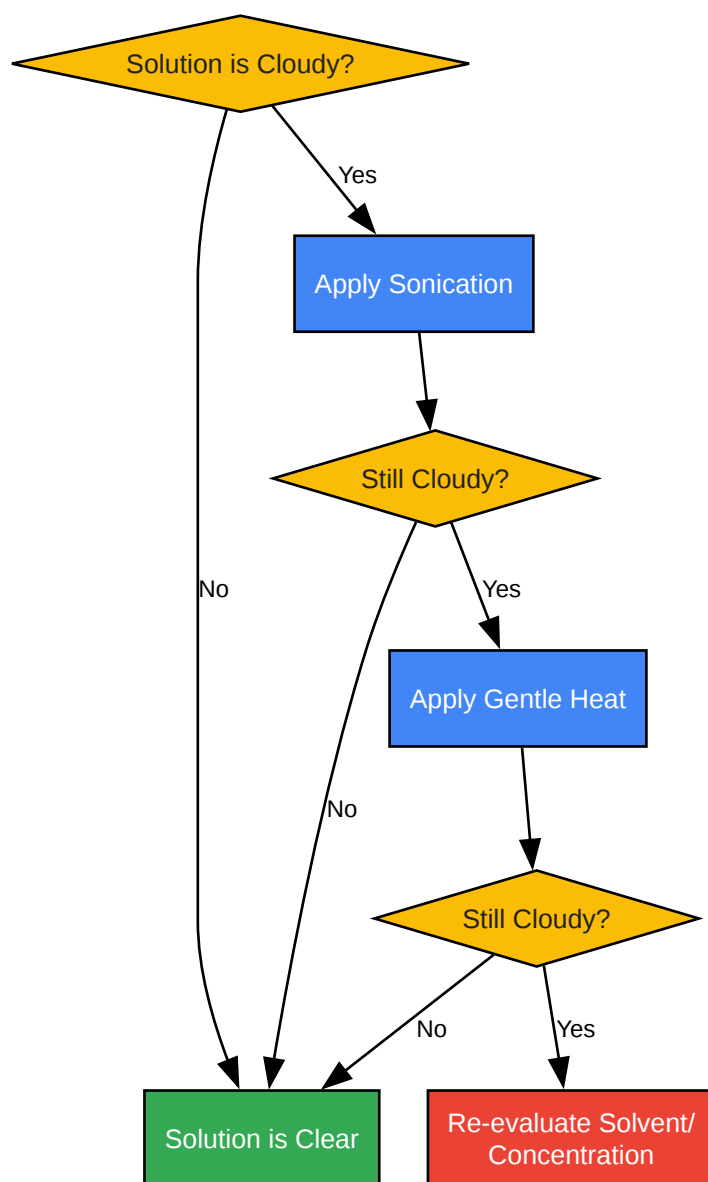 Solution is Cloudy?
Yes
Apply Sonication
Still Cloudy?
No
Yes
Apply Gentle Heat
No
Still Cloudy?
No
Yes
Solution is Clear
Re-evaluate Solvent/
Concentration